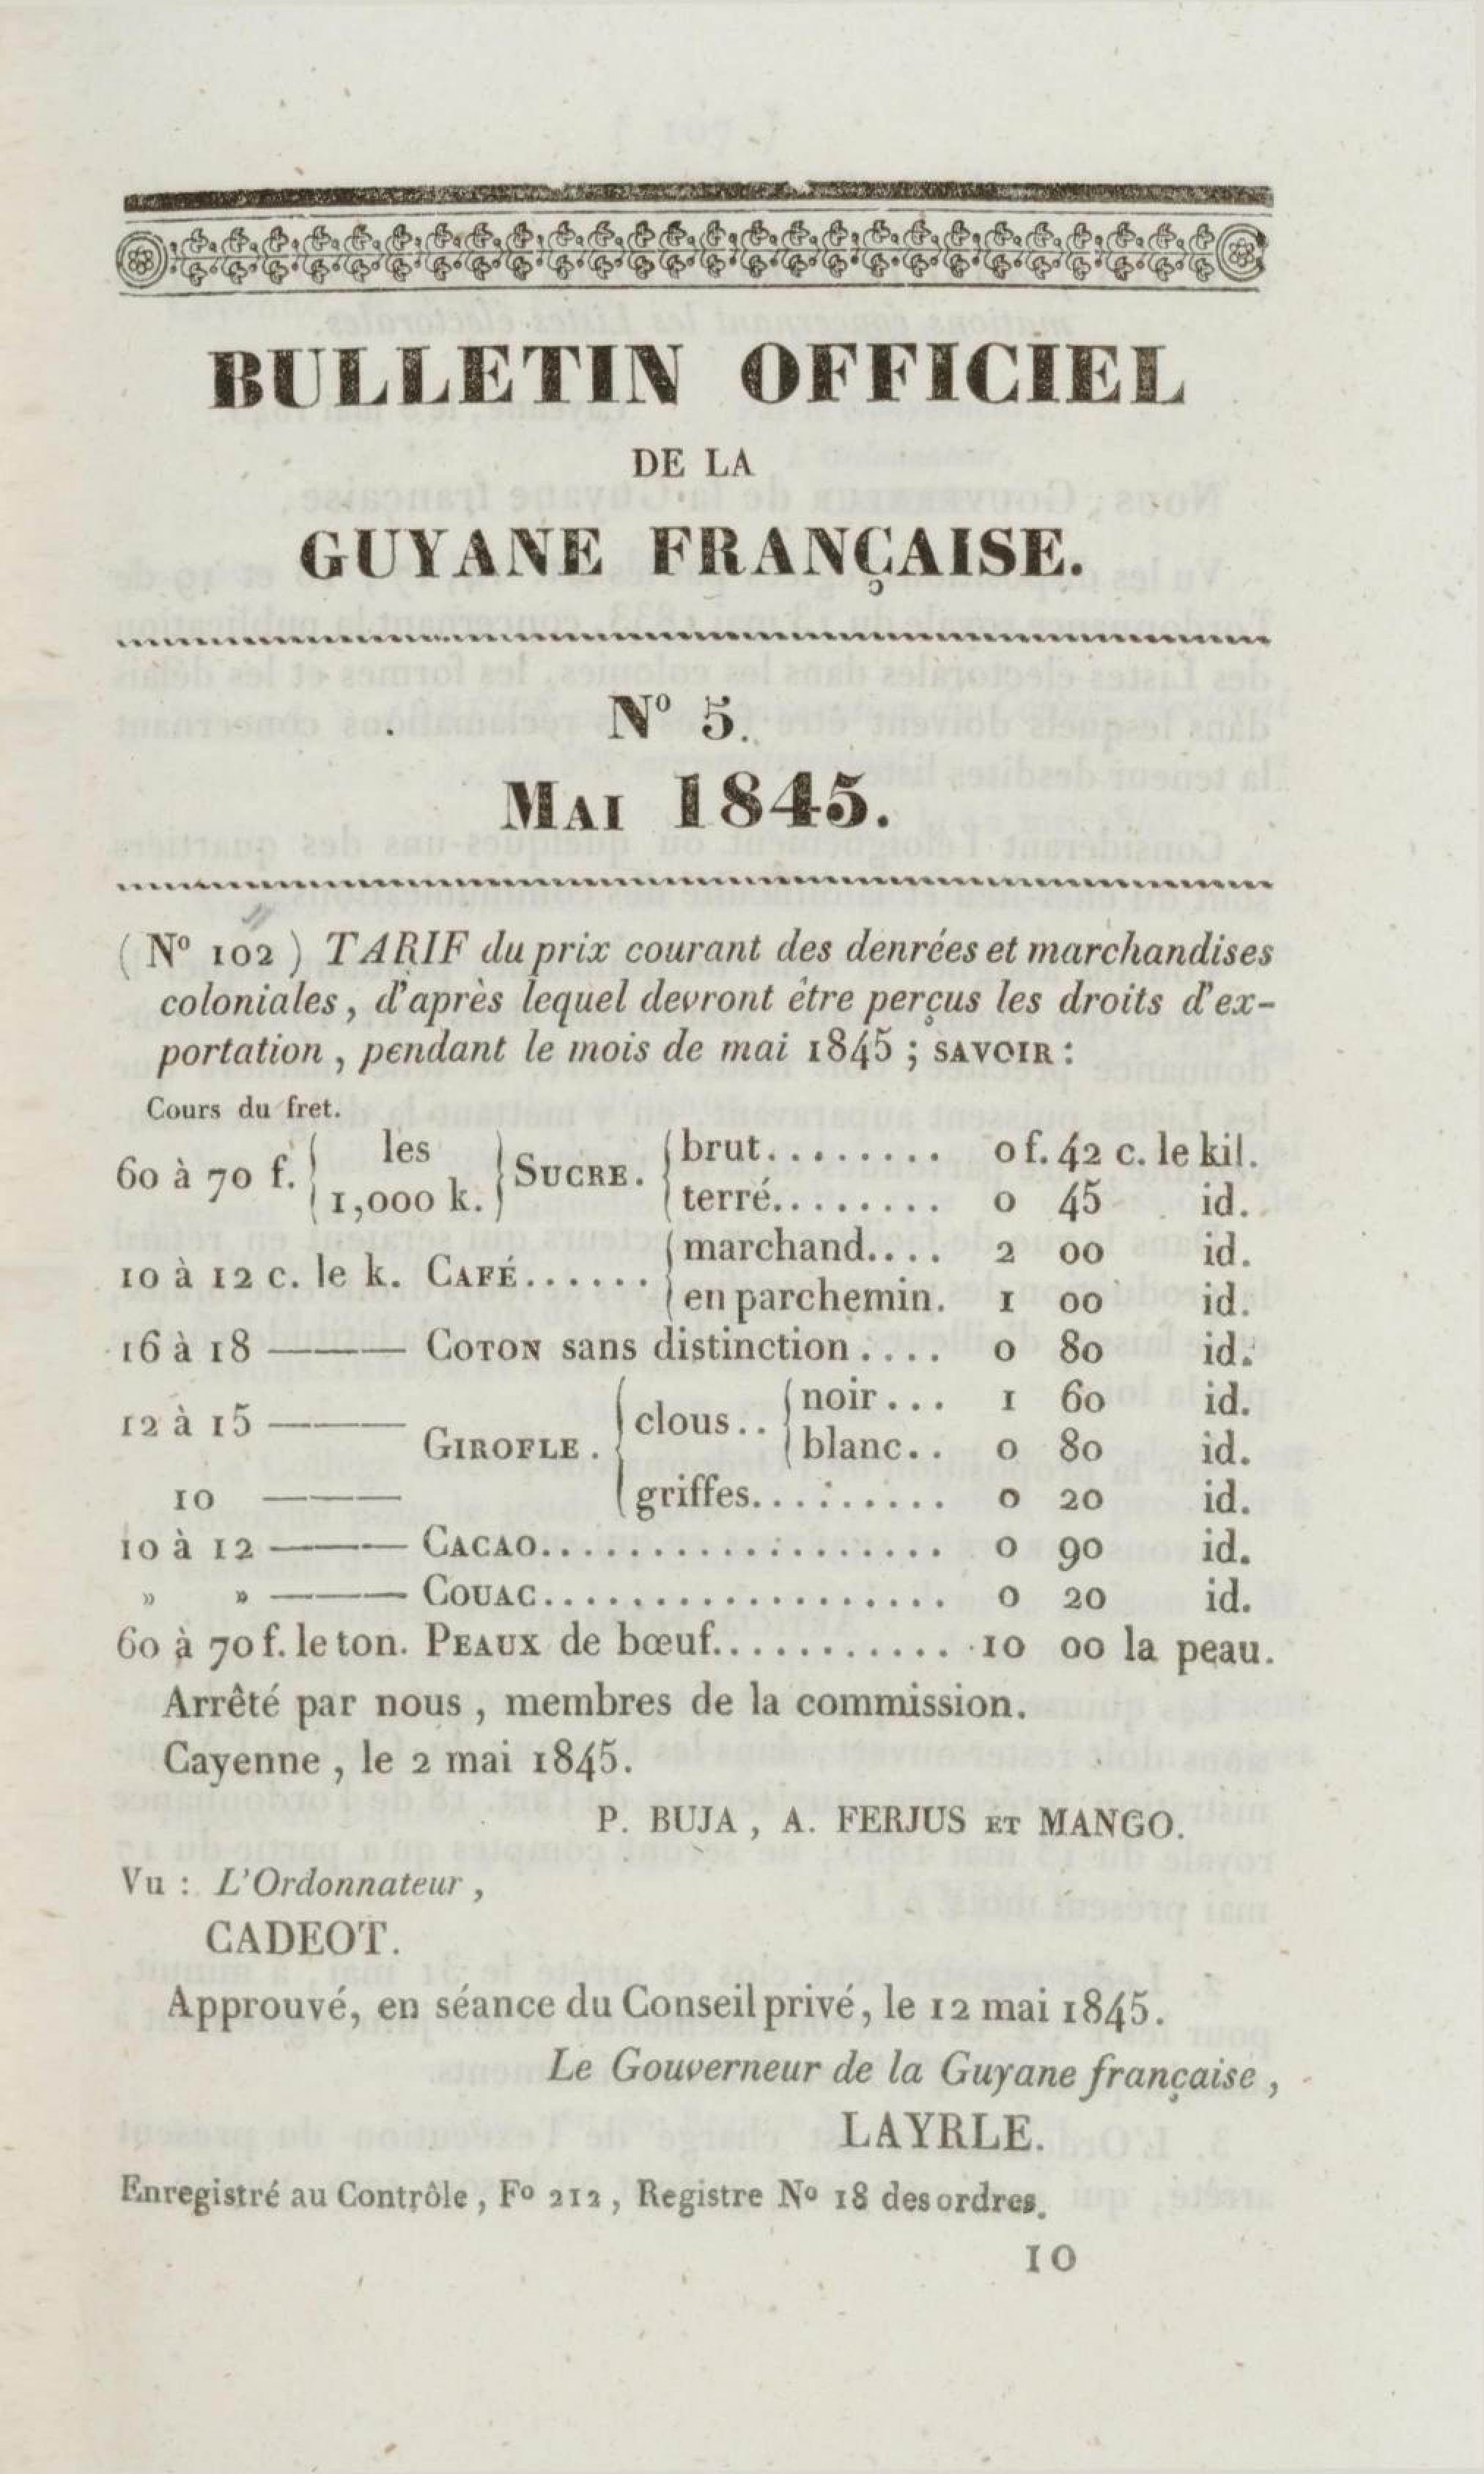 BULLETIN OFFICIEL
DE LA
GUYANE FRANÇAISE.
Nº 5.
MAI 1845.
( Nº 102 ) TARIF du prix courant des denrées et marchandises
coloniales, d'après lequel devront être perçus les droits d'ex-
portation, pendant le mois de mai 1845 ; SAVOIR :
Cours du fret.
60 à 70 f. { les 1,000 k. } SUCRE. { brut........ 0 f. 42 c. le kil.
terré........ 0 45 id.
10 à 12 c. le k. CAFÉ...... { marchand.... 2 00 id.
en parchemin. 1 00 id.
16 à 18 ——— COTON sans distinction.... 0 80 id.
12 à 15 ——— GIROFLE. { clous.. { noir... 1 60 id.
blanc.. 0 80 id.
10 ——— griffes.......... 0 20 id.
10 à 12 ——— CACAO................... 0 90 id.
» » ——— COUAC................... 0 20 id.
60 à 70 f. le ton. PEAUX de bœuf............ 10 00 la peau.
Arrêté par nous, membres de la commission.
Cayenne, le 2 mai 1845.
P. BUJA, A. FERJUS ET MANGO.
Vu : L'Ordonnateur,
CADEOT.
Approuvé, en séance du Conseil privé, le 12 mai 1845.
Le Gouverneur de la Guyane française,
LAYRLE.
Enregistré au Contrôle, Fº 212, Registre Nº 18 des ordres.
10